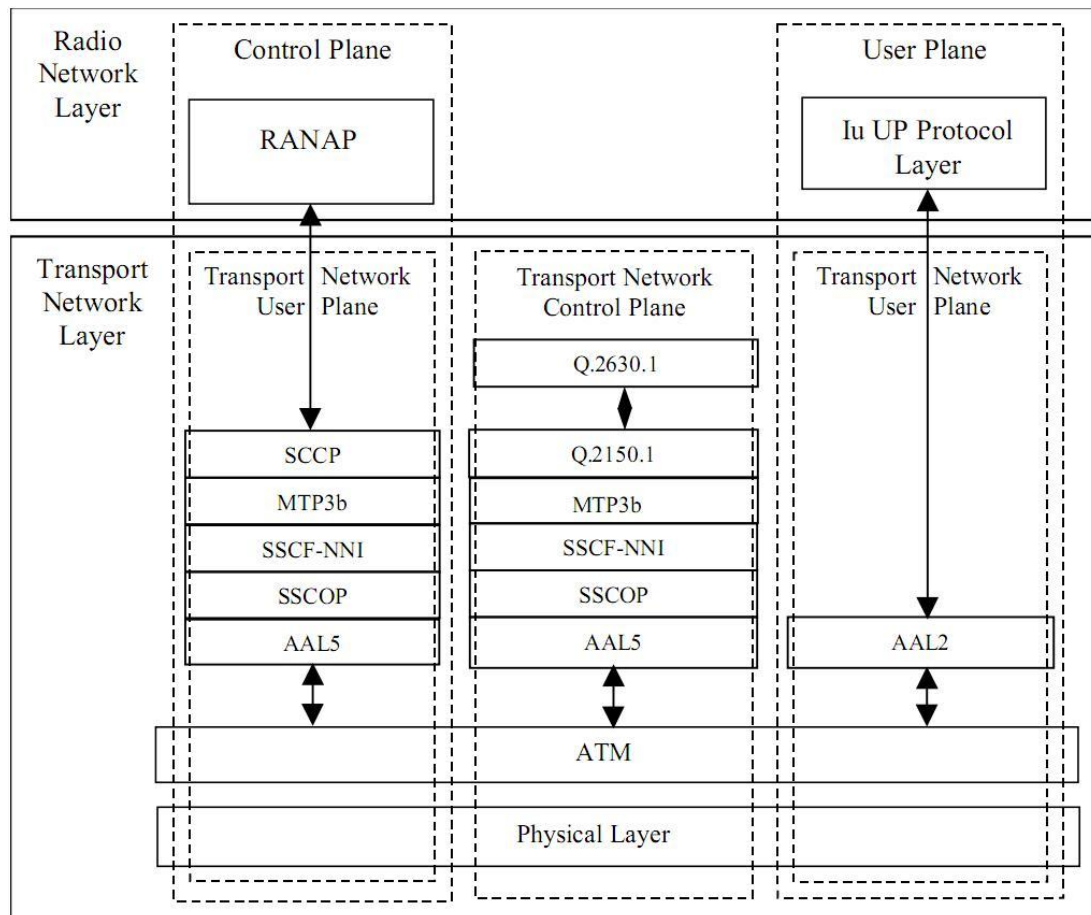 Radio
Network
Layer
Control Plane
User Plane
RANAP
Iu UP Protocol
Layer
Transport
Network
Layer
Transport Network
User Plane
Transport Network
Control Plane
Transport Network
User Plane
Q.2630.1
SCCP
MTP3b
SSCF-NNI
SSCOP
AAL5
Q.2150.1
MTP3b
SSCF-NNI
SSCOP
AAL5
AAL2
ATM
Physical Layer